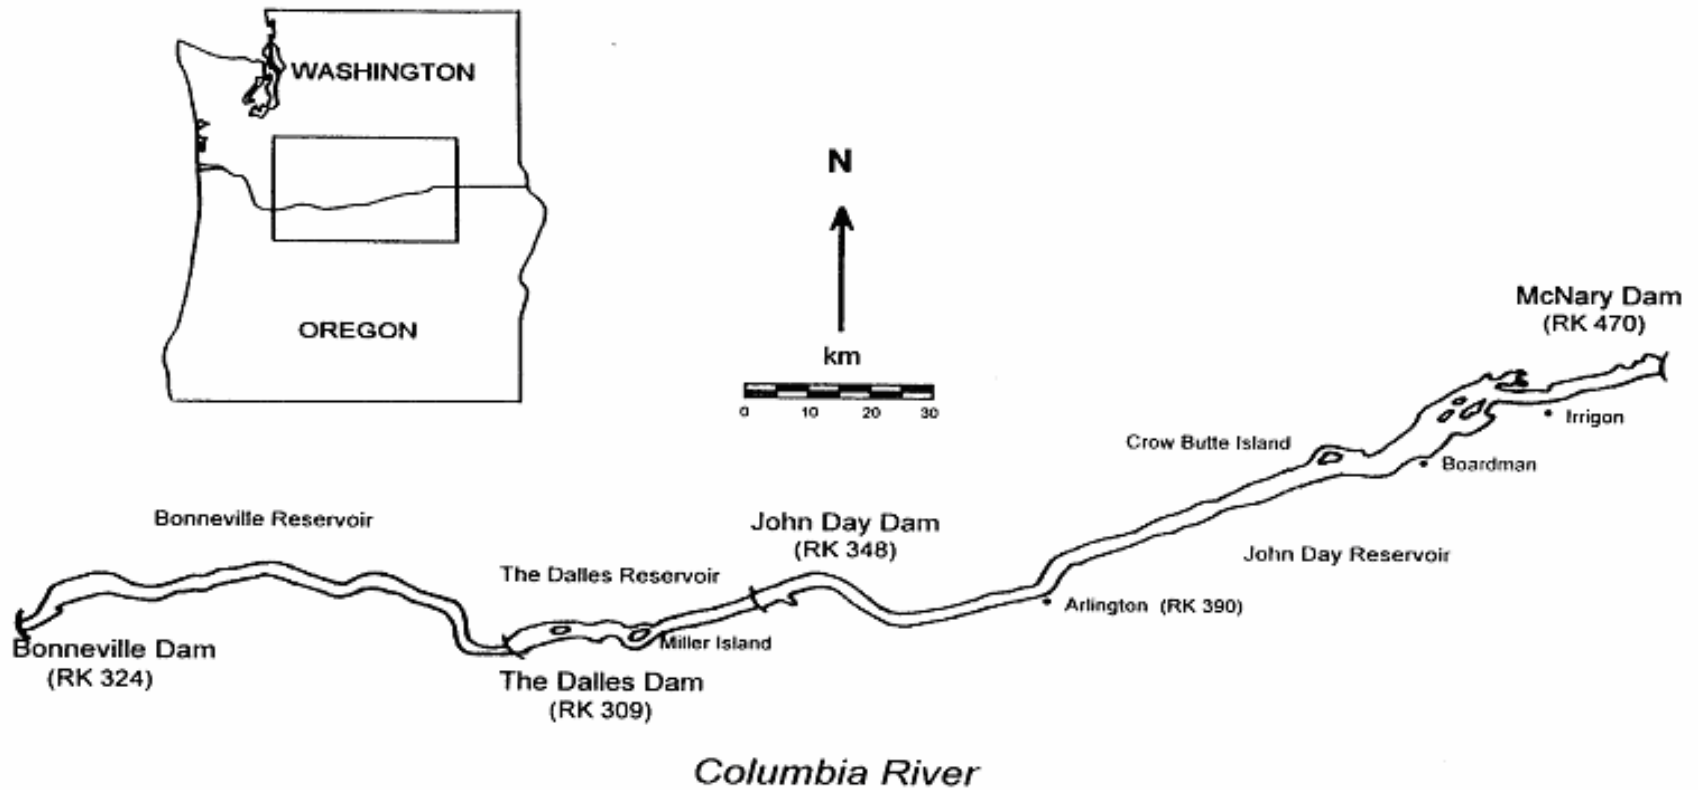 WASHINGTON
OREGON
N
km
0 10 20 30
McNary Dam
(RK 470)
Irrigon
Crow Butte Island
Boardman
Bonneville Reservoir
John Day Dam
(RK 348)
John Day Reservoir
The Dalles Reservoir
Arlington (RK 390)
Miller Island
Bonneville Dam
(RK 324)
The Dalles Dam
(RK 309)
Columbia River